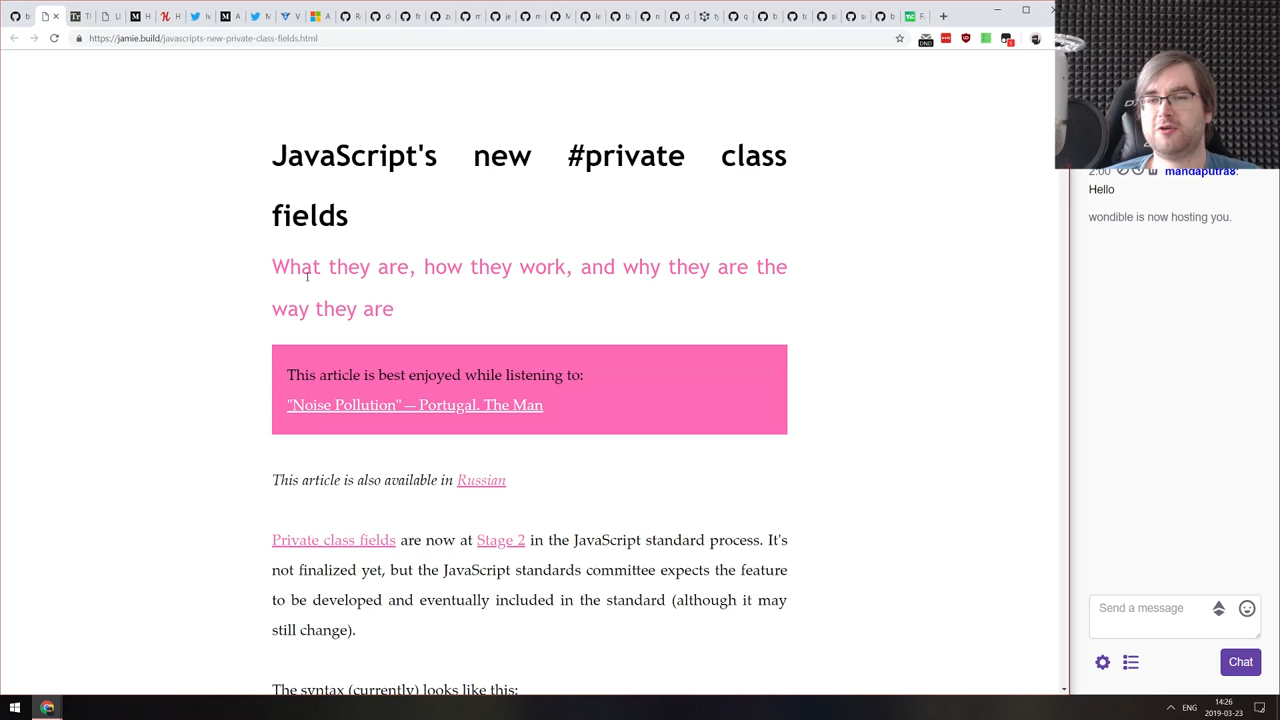 https://jamie.build/javascripts-new-private-class-fields.html
JavaScript's new #private class
fields
What they are, how they work, and why they are the
way they are
This article is best enjoyed while listening to:
"Noise Pollution" — Portugal. The Man
This article is also available in Russian
Private class fields are now at Stage 2 in the JavaScript standard process. It's
not finalized yet, but the JavaScript standards committee expects the feature
to be developed and eventually included in the standard (although it may
still change).
The syntax (currently) looks like this:
2:00 mandaputra8:
Hello
wondible is now hosting you.
Send a message
Chat
ENG
14:26
2019-03-23